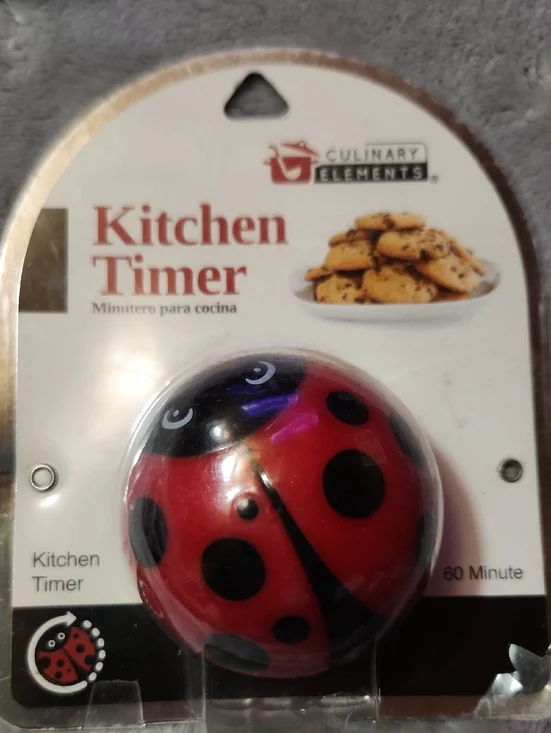 CULINARY
ELEMENTS®
Kitchen
Timer
Minutero para cocina
Kitchen
Timer
60 Minute